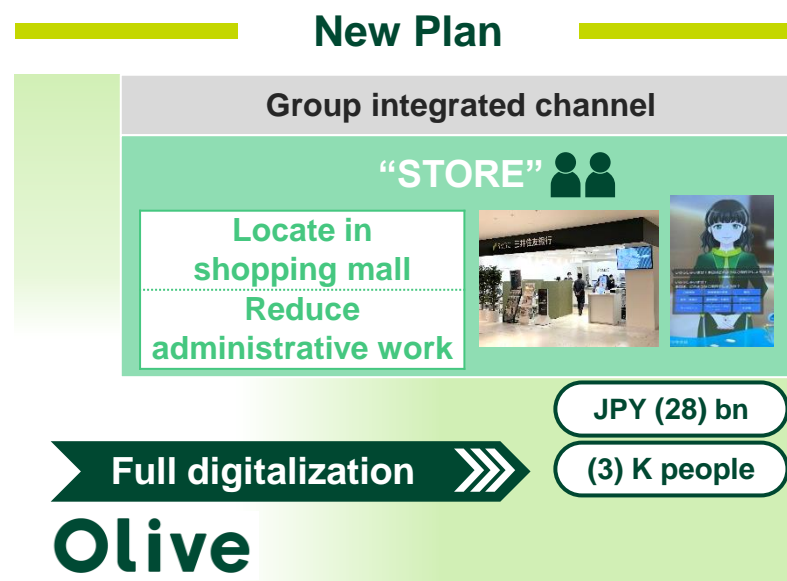 New Plan
Group integrated channel
“STORE”
Locate in
shopping mall
Reduce
administrative work
三井住友銀行
JPY (28) bn
Full digitalization
(3) K people
Olive